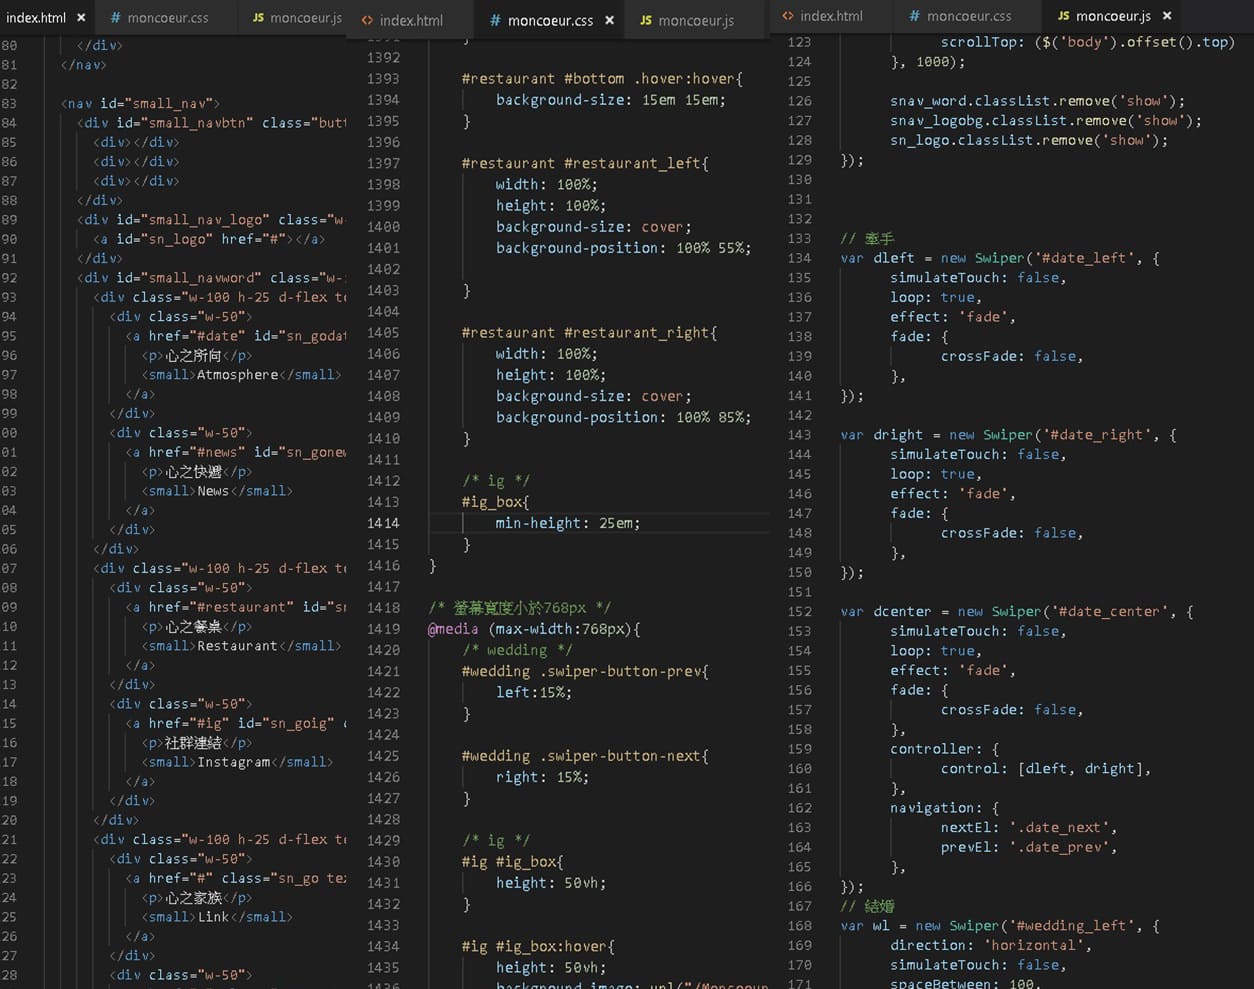 index.html × # moncoeur.css JS moncoeur.js
80 </div>
81 </nav>
82
83 <nav id="small_nav">
84 <div id="small_navbtn" class="butt
85 <div></div>
86 <div></div>
87 <div></div>
88 </div>
89 <div id="small_nav_logo" class="w-
90 <a id="sn_logo" href="#"></a>
91 </div>
92 <div id="small_navword" class="w-
93 <div class="w-100 h-25 d-flex te
94 <div class="w-50">
95 <a href="#date" id="sn_godat
96 <p>心之所向</p>
97 <small>Atmosphere</small>
98 </a>
99 </div>
00 <div class="w-50">
01 <a href="#news" id="sn_gonew
02 <p>心之快遞</p>
03 <small>News</small>
04 </a>
05 </div>
06 </div>
07 <div class="w-100 h-25 d-flex te
08 <div class="w-50">
09 <a href="#restaurant" id="sn
10 <p>心之餐桌</p>
11 <small>Restaurant</small>
12 </a>
13 </div>
14 <div class="w-50">
15 <a href="#ig" id="sn_goig" c
16 <p>社群連結</p>
17 <small>Instagram</small>
18 </a>
19 </div>
20 </div>
21 <div class="w-100 h-25 d-flex te
22 <div class="w-50">
23 <a href="#" class="sn_go tex
24 <p>心之家族</p>
25 <small>Link</small>
26 </a>
27 </div>
28 <div class="w-50">
<> index.html # moncoeur.css × JS moncoeur.js
1391 }
1392
1393 #restaurant #bottom .hover:hover{
1394 background-size: 15em 15em;
1395 }
1396
1397 #restaurant #restaurant_left{
1398 width: 100%;
1399 height: 100%;
1400 background-size: cover;
1401 background-position: 100% 55%;
1402
1403 }
1404
1405 #restaurant #restaurant_right{
1406 width: 100%;
1407 height: 100%;
1408 background-size: cover;
1409 background-position: 100% 85%;
1410 }
1411
1412 /* ig */
1413 #ig_box{
1414 min-height: 25em;
1415 }
1416 }
1417
1418 /* 螢幕寬度小於768px */
1419 @media (max-width:768px){
1420 /* wedding */
1421 #wedding .swiper-button-prev{
1422 left:15%;
1423 }
1424
1425 #wedding .swiper-button-next{
1426 right: 15%;
1427 }
1428
1429 /* ig */
1430 #ig #ig_box{
1431 height: 50vh;
1432 }
1433
1434 #ig #ig_box:hover{
1435 height: 50vh;
1436 background-image: url("/Moncoeur
<> index.html # moncoeur.css JS moncoeur.js ×
123 scrollTop: ($('body').offset().top)
124 }, 1000);
125
126 snav_word.classList.remove('show');
127 snav_logobg.classList.remove('show');
128 sn_logo.classList.remove('show');
129 });
130
131
132
133 // 牽手
134 var dleft = new Swiper('#date_left', {
135 simulateTouch: false,
136 loop: true,
137 effect: 'fade',
138 fade: {
139 crossFade: false,
140 },
141 });
142
143 var dright = new Swiper('#date_right', {
144 simulateTouch: false,
145 loop: true,
146 effect: 'fade',
147 fade: {
148 crossFade: false,
149 },
150 });
151
152 var dcenter = new Swiper('#date_center', {
153 simulateTouch: false,
154 loop: true,
155 effect: 'fade',
156 fade: {
157 crossFade: false,
158 },
159 controller: {
160 control: [dleft, dright],
161 },
162 navigation: {
163 nextEl: '.date_next',
164 prevEl: '.date_prev',
165 },
166 });
167 // 結婚
168 var wl = new Swiper('#wedding_left', {
169 direction: 'horizontal',
170 simulateTouch: false,
171 spaceBetween: 100,